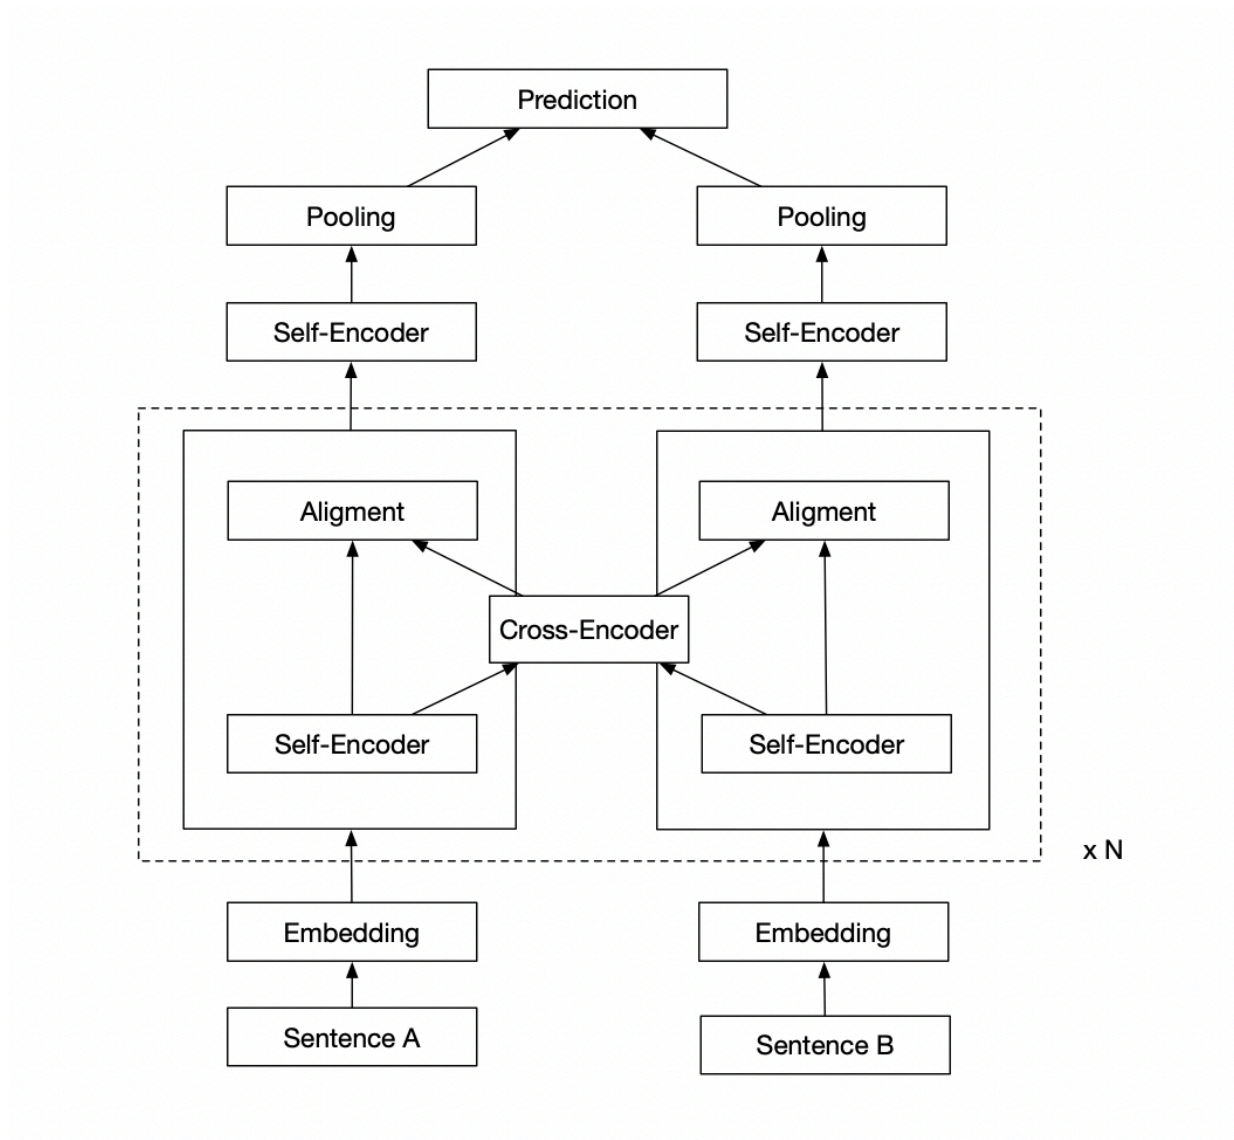 Prediction
Pooling
Pooling
Self-Encoder
Self-Encoder
Aligment
Aligment
Cross-Encoder
Self-Encoder
Self-Encoder
x N
Embedding
Embedding
Sentence A
Sentence B